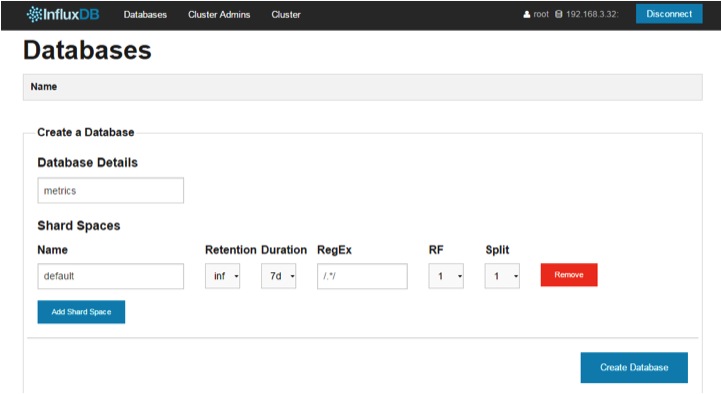 InfluxDB Databases Cluster Admins Cluster root 192.168.3.32: Disconnect
Databases
Name
Create a Database
Database Details
metrics
Shard Spaces
Name Retention Duration RegEx RF Split
default inf 7d /.*/ 1 1 Remove
Add Shard Space
Create Database